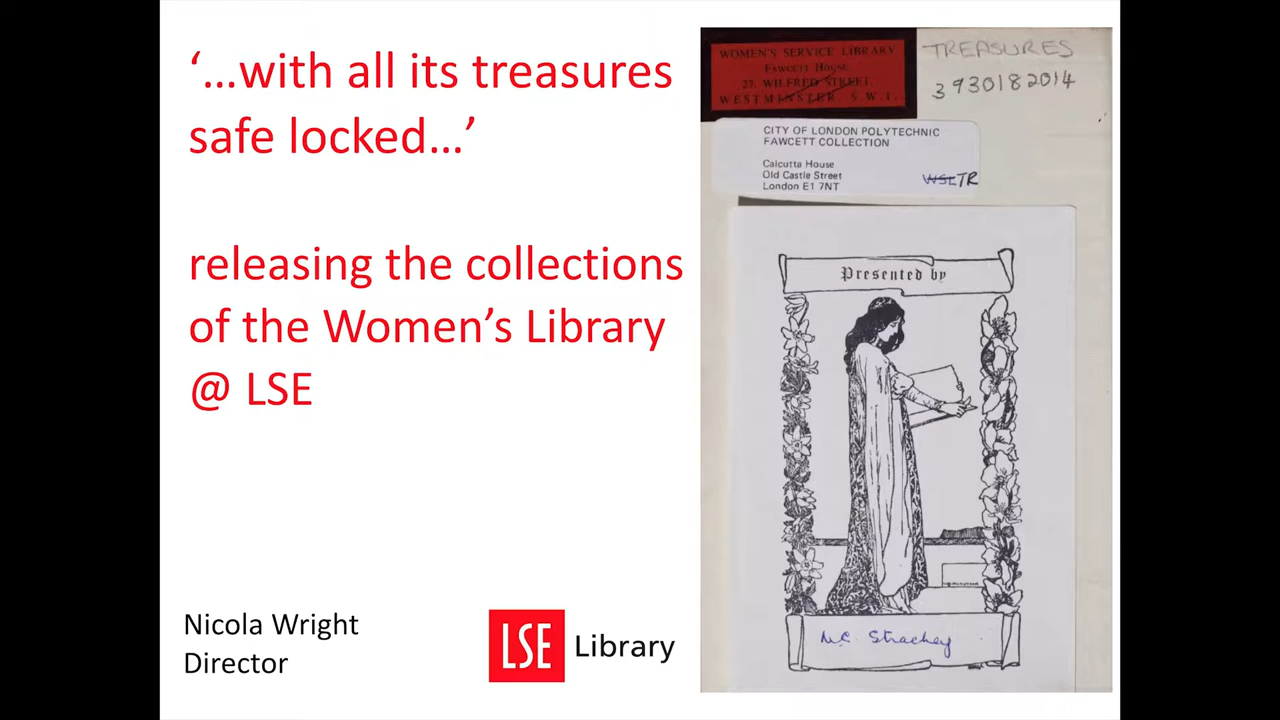 ‘...with all its treasures
safe locked...’
releasing the collections
of the Women’s Library
@ LSE
Nicola Wright
Director
LSE Library
WOMEN'S SERVICE LIBRARY
Fawcett House
27, WILFRED STREET,
WESTMINSTER, S.W.1.
TREASURES
3930182014
CITY OF LONDON POLYTECHNIC
FAWCETT COLLECTION
Calcutta House
Old Castle Street
London E1 7NT
WSL TR
Presented by
Strachey